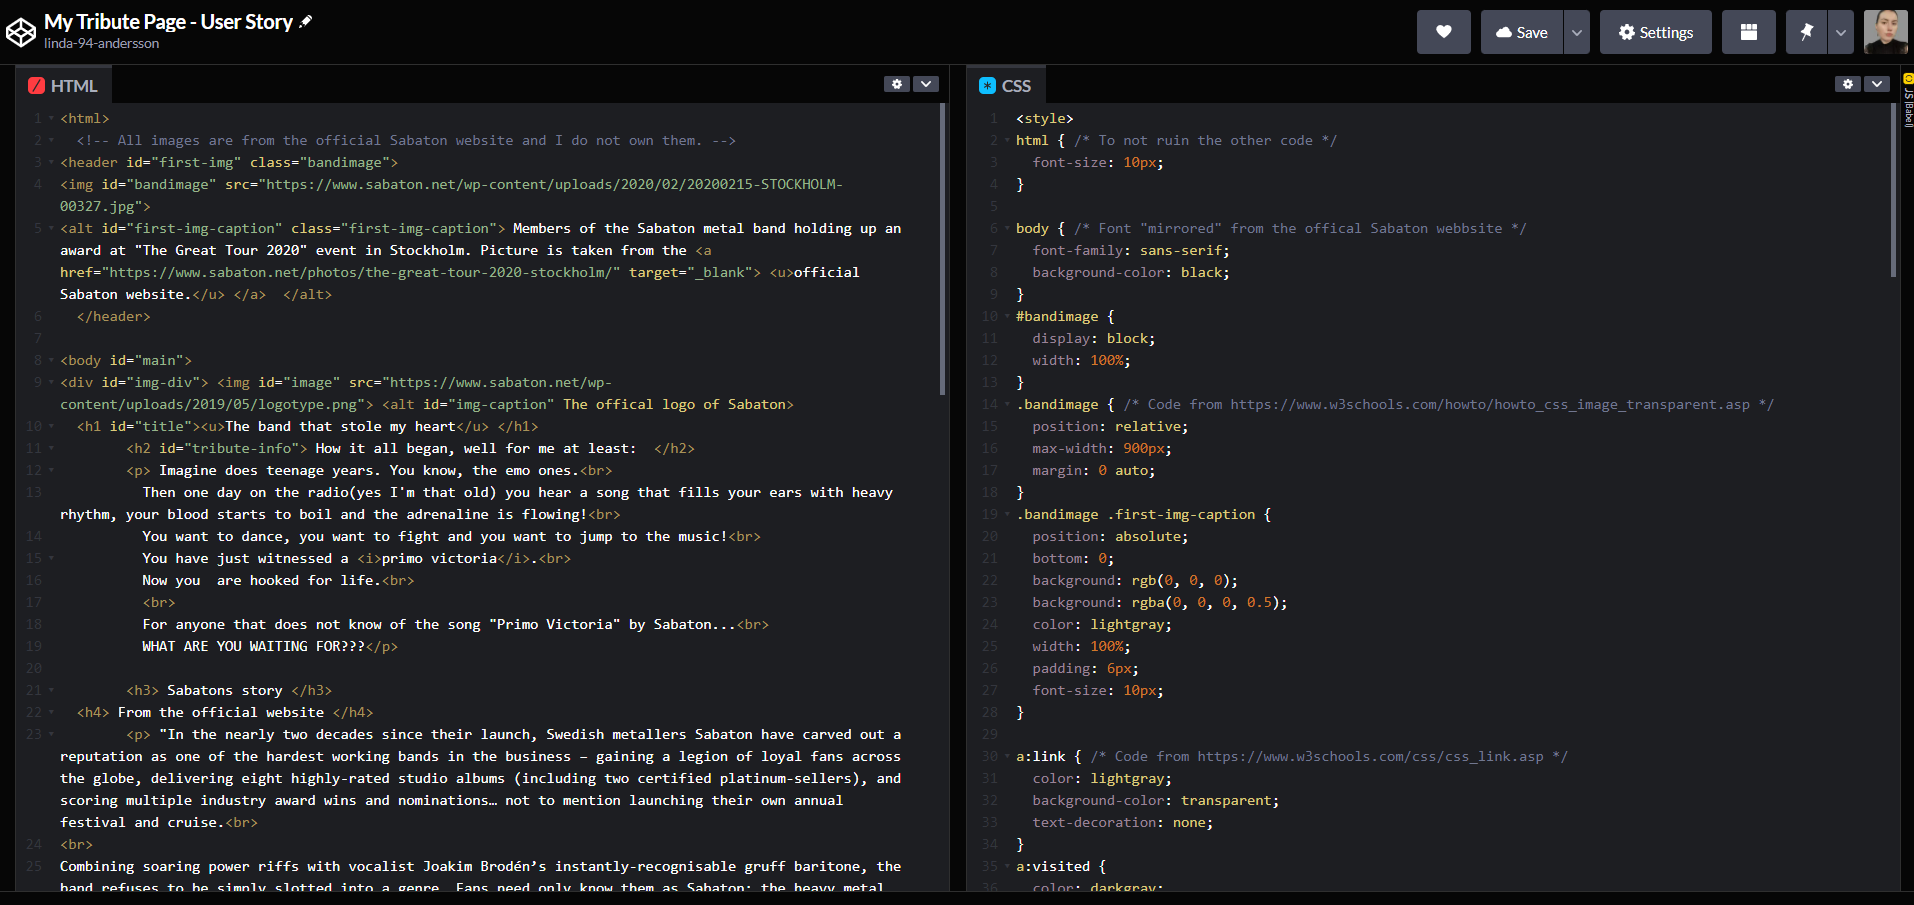 My Tribute Page - User Story
linda-94-andersson
Save
Settings
HTML
1 <html>
2 <!-- All images are from the official Sabaton website and I do not own them. -->
3 <header id="first-img" class="bandimage">
4 <img id="bandimage" src="https://www.sabaton.net/wp-content/uploads/2020/02/20200215-STOCKHOLM-
00327.jpg">
5 <alt id="first-img-caption" class="first-img-caption"> Members of the Sabaton metal band holding up an
award at "The Great Tour 2020" event in Stockholm. Picture is taken from the <a
href="https://www.sabaton.net/photos/the-great-tour-2020-stockholm/" target="_blank"> <u>official
Sabaton website.</u> </a>  </alt>
6 </header>
7
8 <body id="main">
9 <div id="img-div"> <img id="image" src="https://www.sabaton.net/wp-
content/uploads/2019/05/logotype.png"> <alt id="img-caption" The offical logo of Sabaton>
10 <h1 id="title"><u>The band that stole my heart</u> </h1>
11 <h2 id="tribute-info"> How it all began, well for me at least:  </h2>
12 <p> Imagine does teenage years. You know, the emo ones.<br>
13 Then one day on the radio(yes I'm that old) you hear a song that fills your ears with heavy
rhythm, your blood starts to boil and the adrenaline is flowing!<br>
14 You want to dance, you want to fight and you want to jump to the music!<br>
15 You have just witnessed a <i>primo victoria</i>.<br>
16 Now you  are hooked for life.<br>
17 <br>
18 For anyone that does not know of the song "Primo Victoria" by Sabaton...<br>
19 WHAT ARE YOU WAITING FOR???</p>
20
21 <h3> Sabatons story </h3>
22 <h4> From the official website </h4>
23 <p> "In the nearly two decades since their launch, Swedish metallers Sabaton have carved out a
reputation as one of the hardest working bands in the business – gaining a legion of loyal fans across
the globe, delivering eight highly-rated studio albums (including two certified platinum-sellers), and
scoring multiple industry award wins and nominations… not to mention launching their own annual
festival and cruise.<br>
24 <br>
25 Combining soaring power riffs with vocalist Joakim Brodén’s instantly-recognisable gruff baritone, the
band refuses to be simply slotted into a genre. Fans need only know them as Sabaton: the heavy metal
CSS
1 <style>
2 html { /* To not ruin the other code */
3 font-size: 10px;
4 }
5
6 body { /* Font "mirrored" from the offical Sabaton webbsite */
7 font-family: sans-serif;
8 background-color: black;
9 }
10 #bandimage {
11 display: block;
12 width: 100%;
13 }
14 .bandimage { /* Code from https://www.w3schools.com/howto/howto_css_image_transparent.asp */
15 position: relative;
16 max-width: 900px;
17 margin: 0 auto;
18 }
19 .bandimage .first-img-caption {
20 position: absolute;
21 bottom: 0;
22 background: rgb(0, 0, 0);
23 background: rgba(0, 0, 0, 0.5);
24 color: lightgray;
25 width: 100%;
26 padding: 6px;
27 font-size: 10px;
28 }
29
30 a:link { /* Code from https://www.w3schools.com/css/css_link.asp */
31 color: lightgray;
32 background-color: transparent;
33 text-decoration: none;
34 }
35 a:visited {
36 color: darkgray;
JS (Babel)